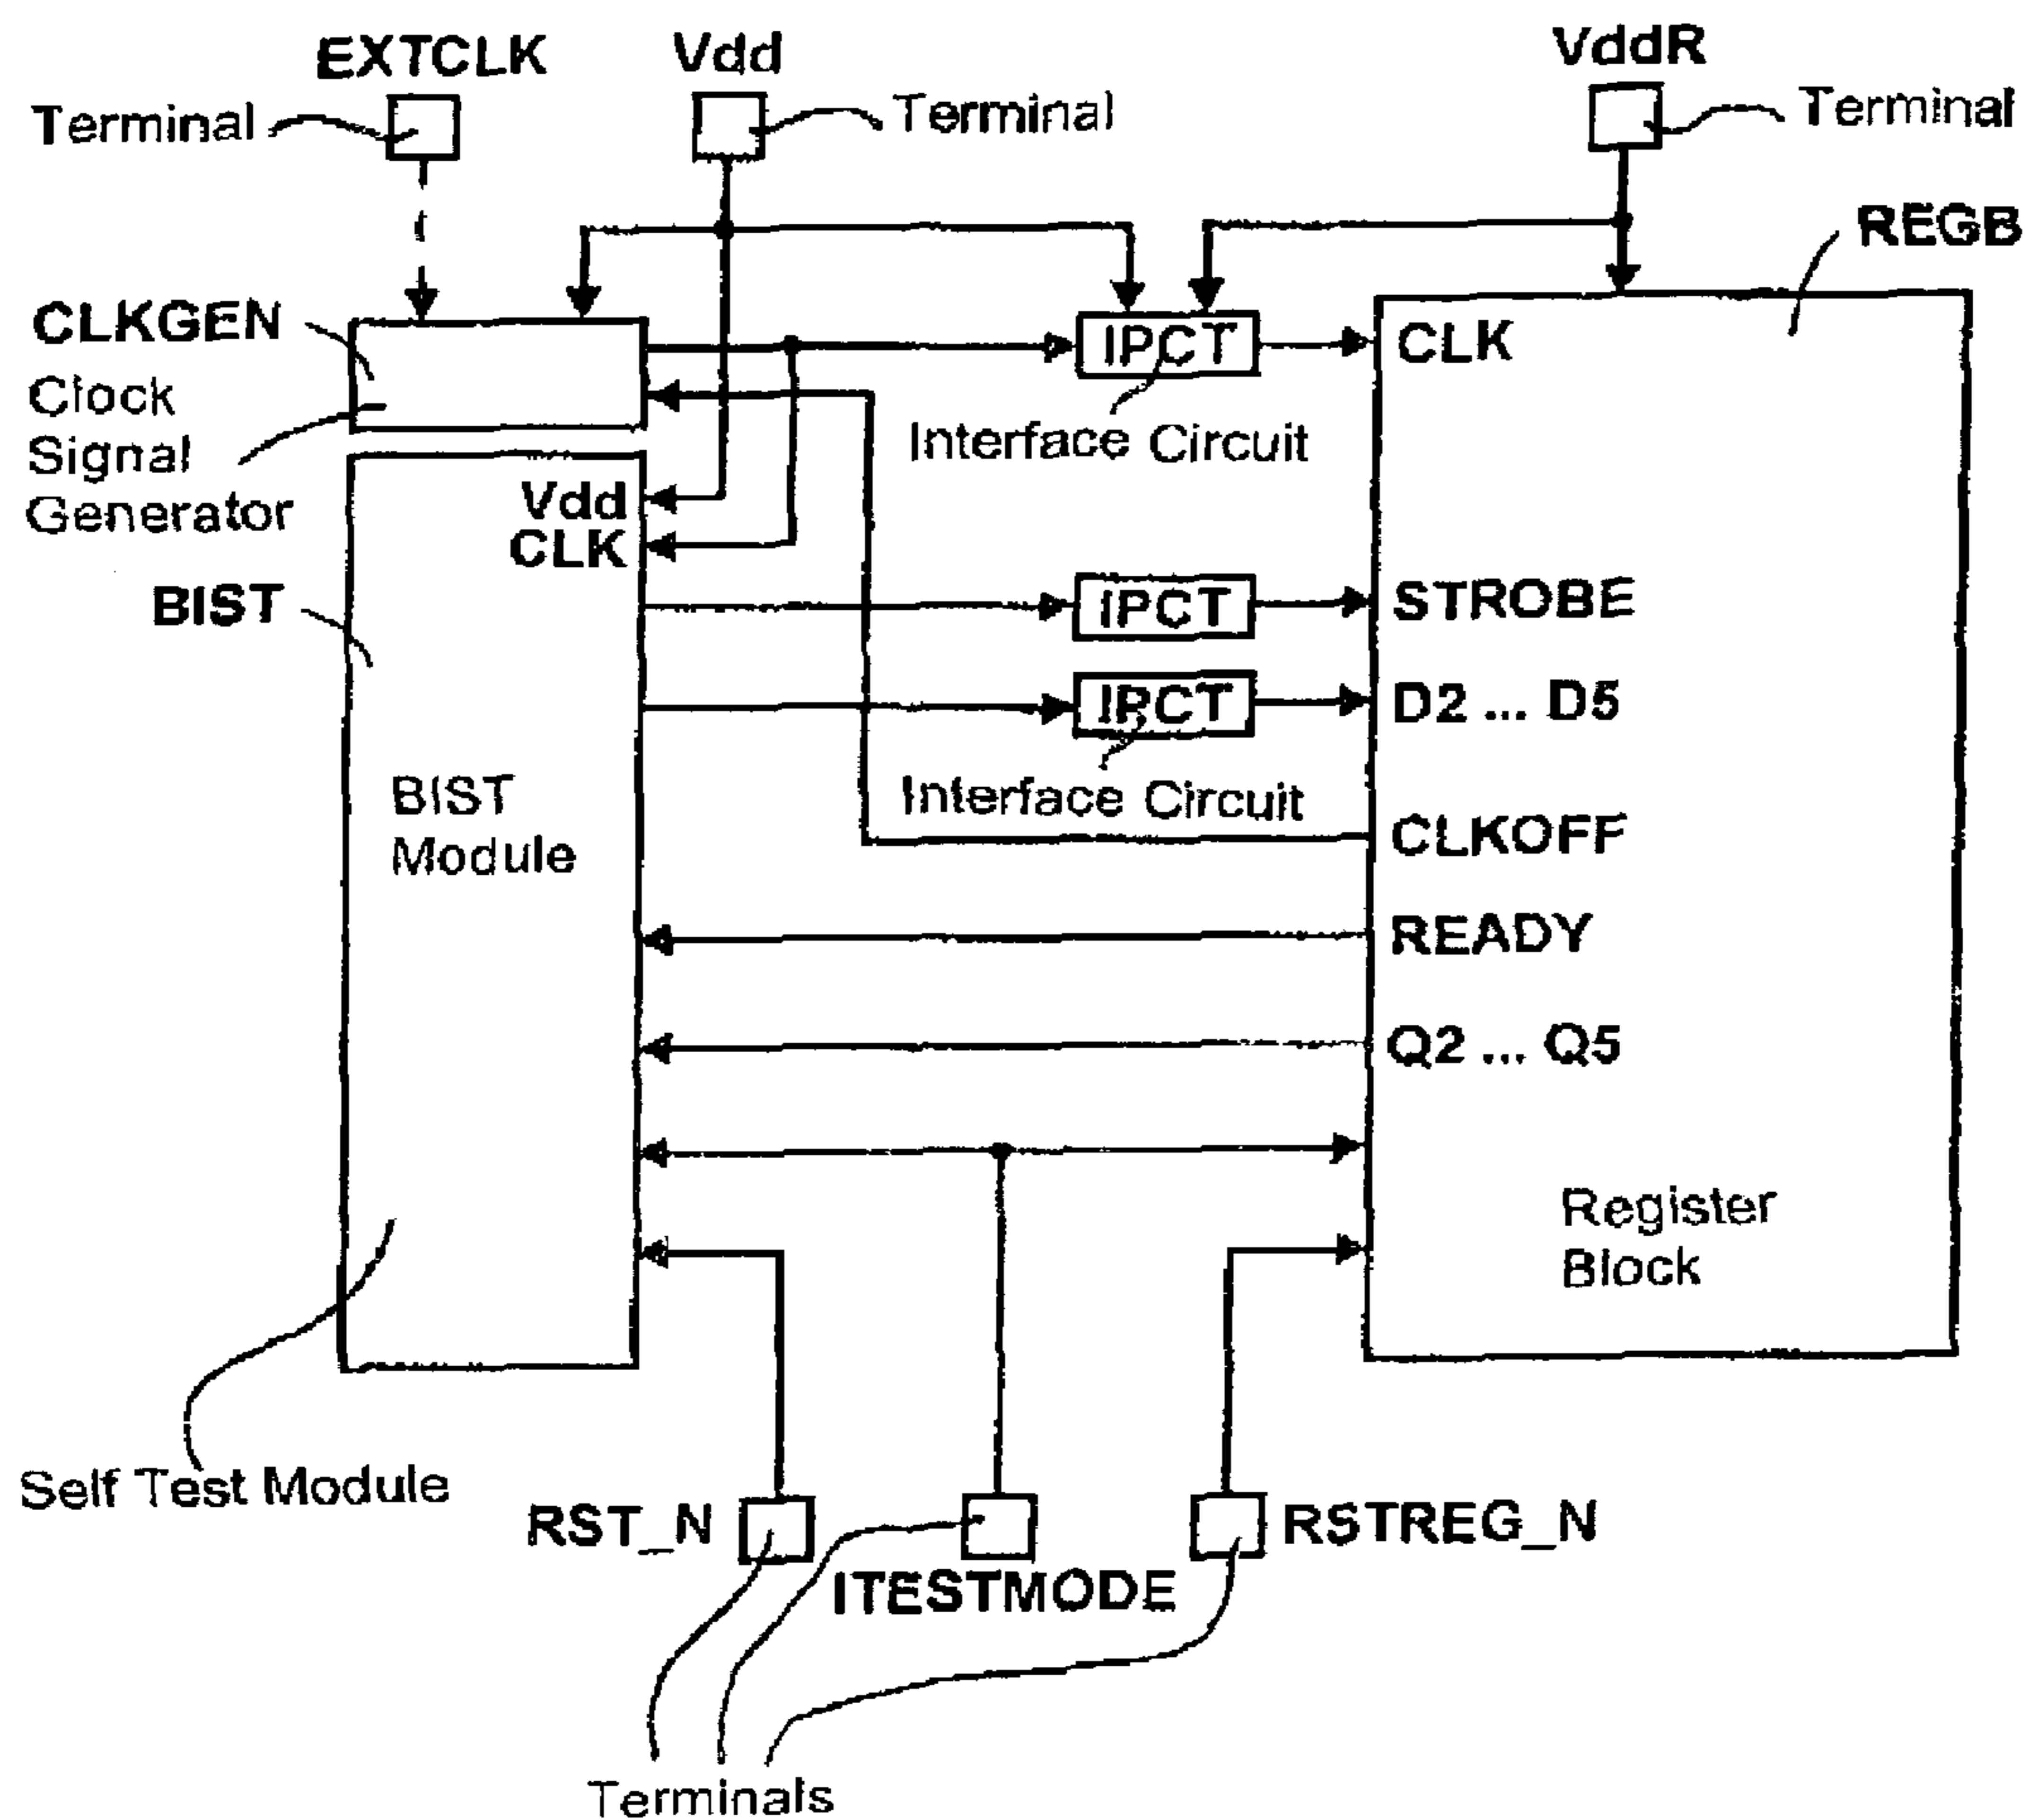 EXTCLK
Vdd
VddR
Terminal
Terminal
Terminal
REGB
CLKGEN
Clock
Signal
Generator
IPCT
CLK
Interface Circuit
Vdd
CLK
BIST
IPCT
STROBE
IPCT
D2 ... D5
Interface Circuit
BIST
Module
CLKOFF
READY
Q2 ... Q5
Register
Block
Self Test Module
RST_N
ITESTMODE
RSTREG_N
Terminals